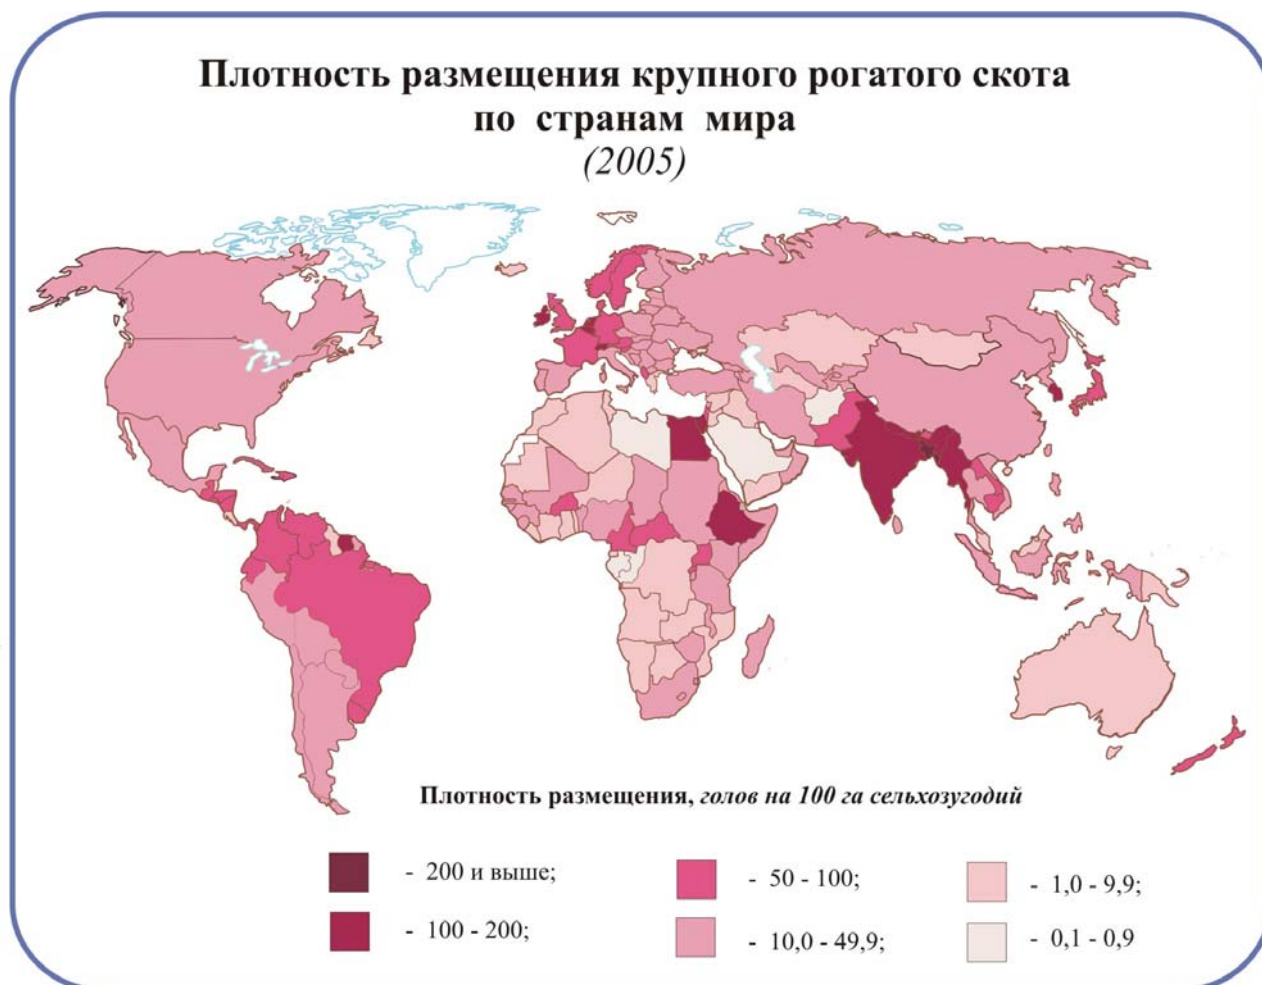 Плотность размещения крупного рогатого скота
по странам мира
(2005)
Плотность размещения, голов на 100 га сельхозугодий
- 200 и выше;
- 100 - 200;
- 50 - 100;
- 10,0 - 49,9;
- 1,0 - 9,9;
- 0,1 - 0,9